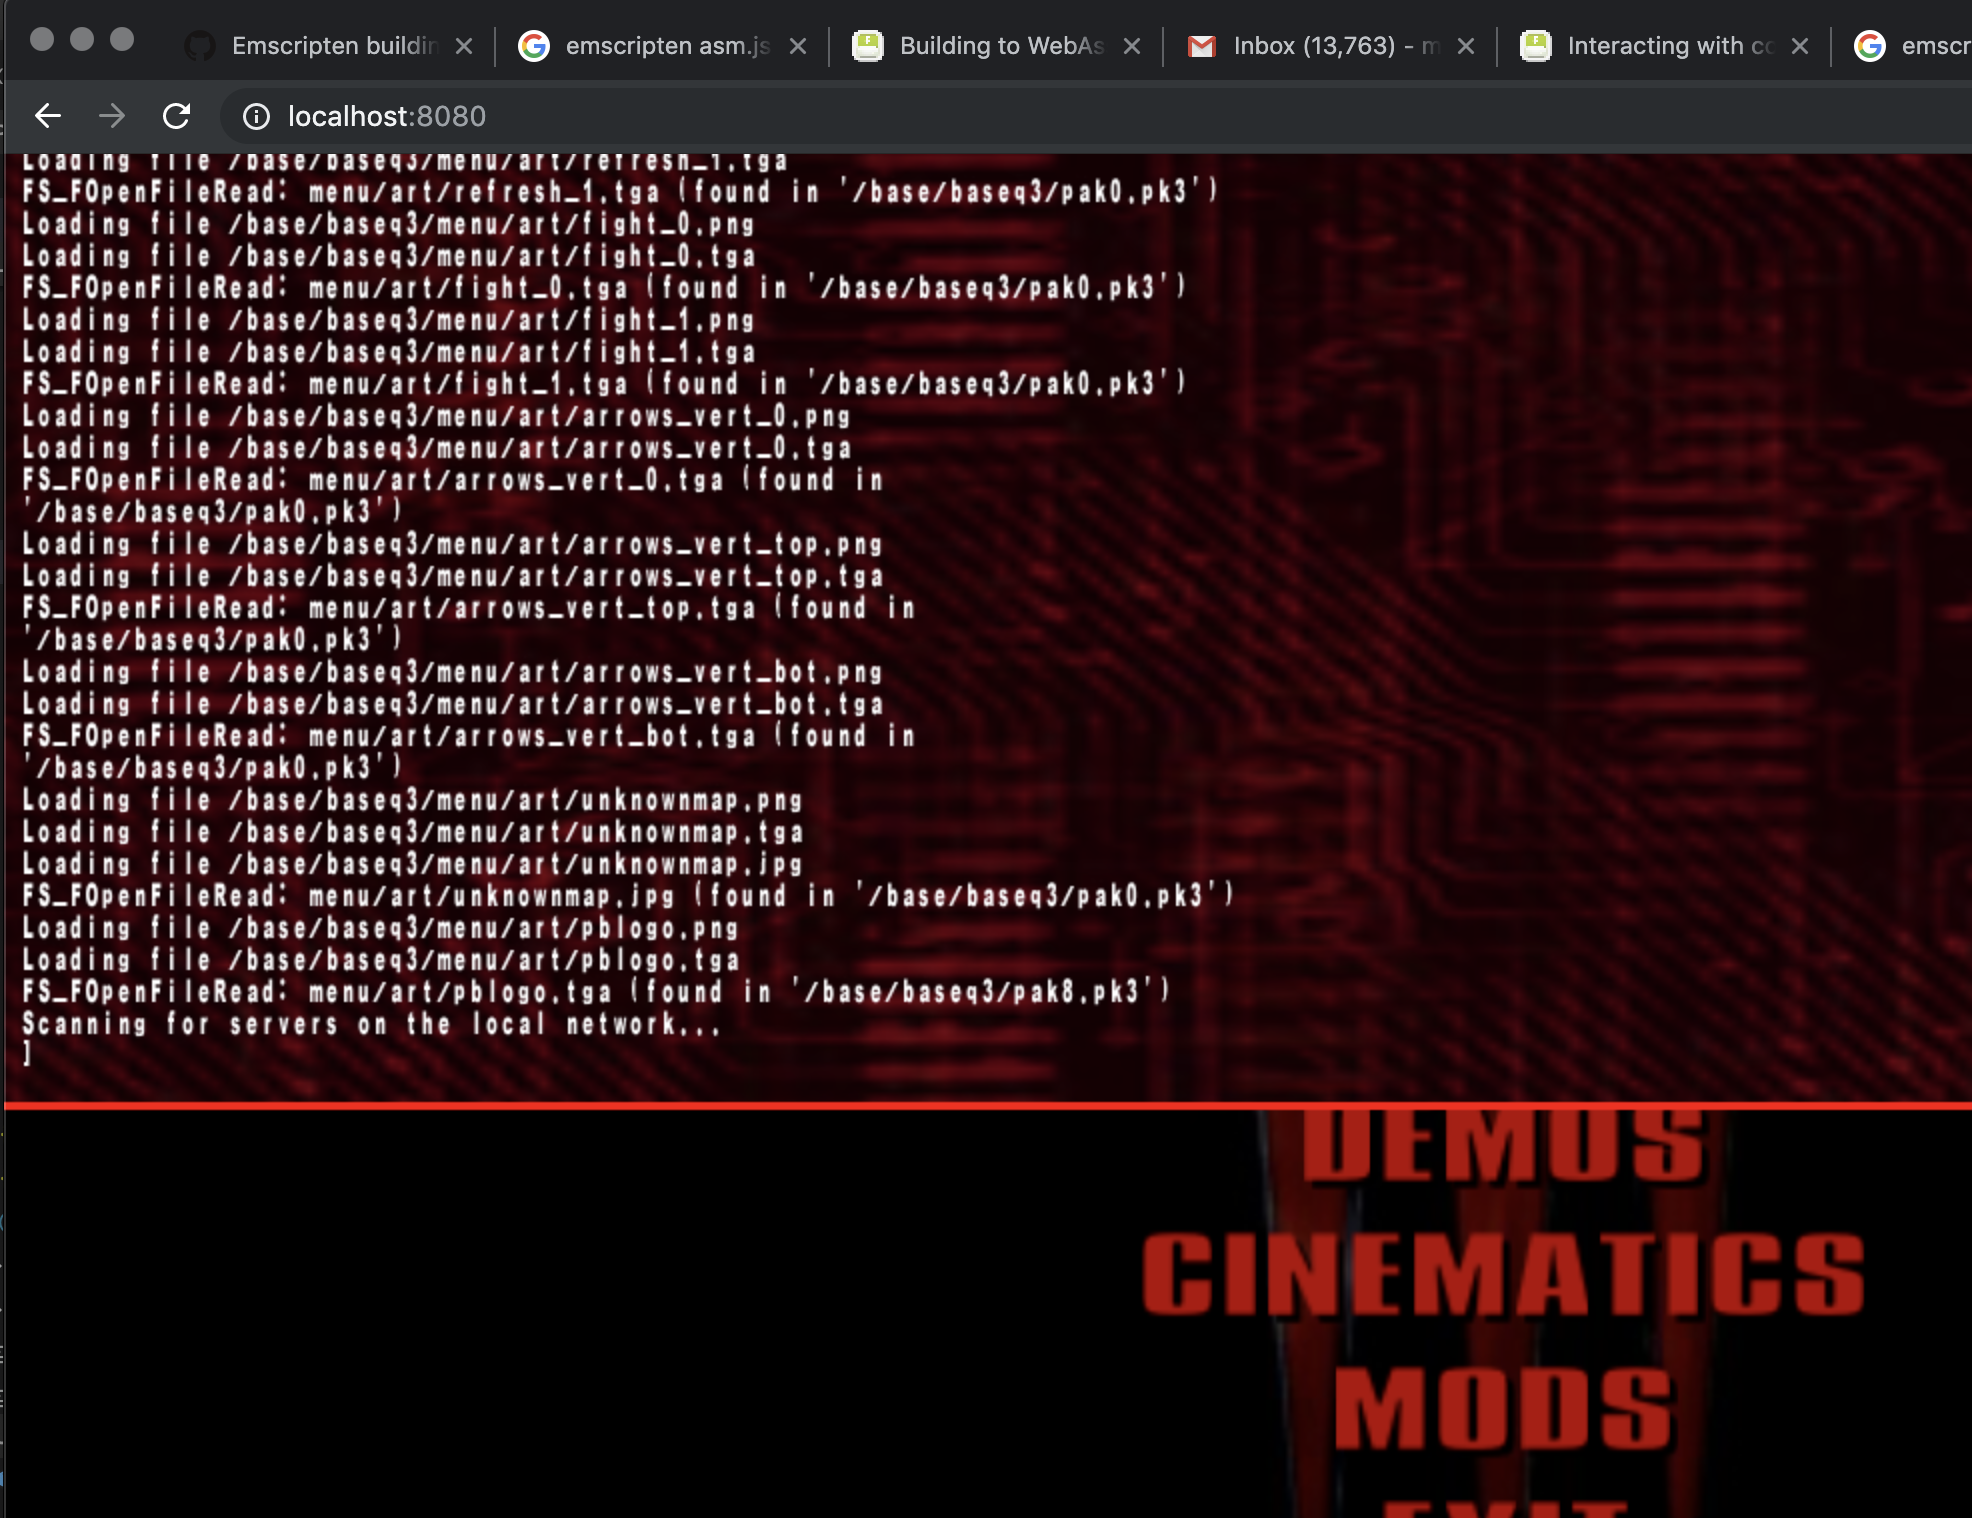 Emscripten buildin
emscripten asm.js
Building to WebAs
Inbox (13,763) - m
Interacting with co
emscr
localhost:8080
Loading file /base/baseq3/menu/art/refresh_1.tga
FS_FOpenFileRead: menu/art/refresh_1.tga (found in '/base/baseq3/pak0.pk3')
Loading file /base/baseq3/menu/art/fight_0.png
Loading file /base/baseq3/menu/art/fight_0.tga
FS_FOpenFileRead: menu/art/fight_0.tga (found in '/base/baseq3/pak0.pk3')
Loading file /base/baseq3/menu/art/fight_1.png
Loading file /base/baseq3/menu/art/fight_1.tga
FS_FOpenFileRead: menu/art/fight_1.tga (found in '/base/baseq3/pak0.pk3')
Loading file /base/baseq3/menu/art/arrows_vert_0.png
Loading file /base/baseq3/menu/art/arrows_vert_0.tga
FS_FOpenFileRead: menu/art/arrows_vert_0.tga (found in
'/base/baseq3/pak0.pk3')
Loading file /base/baseq3/menu/art/arrows_vert_top.png
Loading file /base/baseq3/menu/art/arrows_vert_top.tga
FS_FOpenFileRead: menu/art/arrows_vert_top.tga (found in
'/base/baseq3/pak0.pk3')
Loading file /base/baseq3/menu/art/arrows_vert_bot.png
Loading file /base/baseq3/menu/art/arrows_vert_bot.tga
FS_FOpenFileRead: menu/art/arrows_vert_bot.tga (found in
'/base/baseq3/pak0.pk3')
Loading file /base/baseq3/menu/art/unknownmap.png
Loading file /base/baseq3/menu/art/unknownmap.tga
Loading file /base/baseq3/menu/art/unknownmap.jpg
FS_FOpenFileRead: menu/art/unknownmap.jpg (found in '/base/baseq3/pak0.pk3')
Loading file /base/baseq3/menu/art/pblogo.png
Loading file /base/baseq3/menu/art/pblogo.tga
FS_FOpenFileRead: menu/art/pblogo.tga (found in '/base/baseq3/pak8.pk3')
Scanning for servers on the local network...
]
DEMOS
CINEMATICS
MODS
EXIT